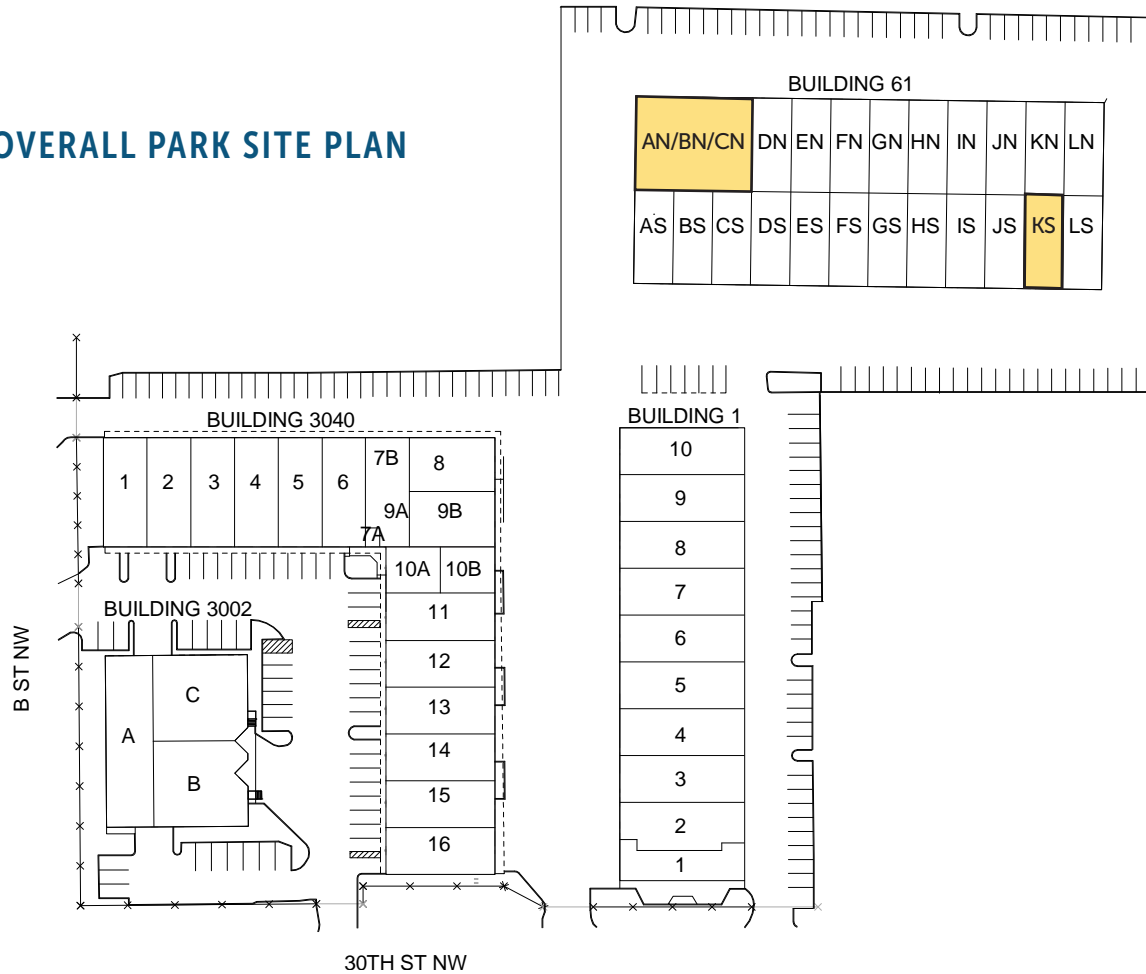 OVERALL PARK SITE PLAN
BUILDING 61
AN/BN/CN DN EN FN GN HN IN JN KN LN
AS BS CS DS ES FS GS HS IS JS KS LS
BUILDING 3040
1 2 3 4 5 6 7B 8
9A 9B
7A
10A 10B
11
12
13
14
15
16
BUILDING 1
10
9
8
7
6
5
4
3
2
1
BUILDING 3002
A
C
B
B ST NW
30TH ST NW